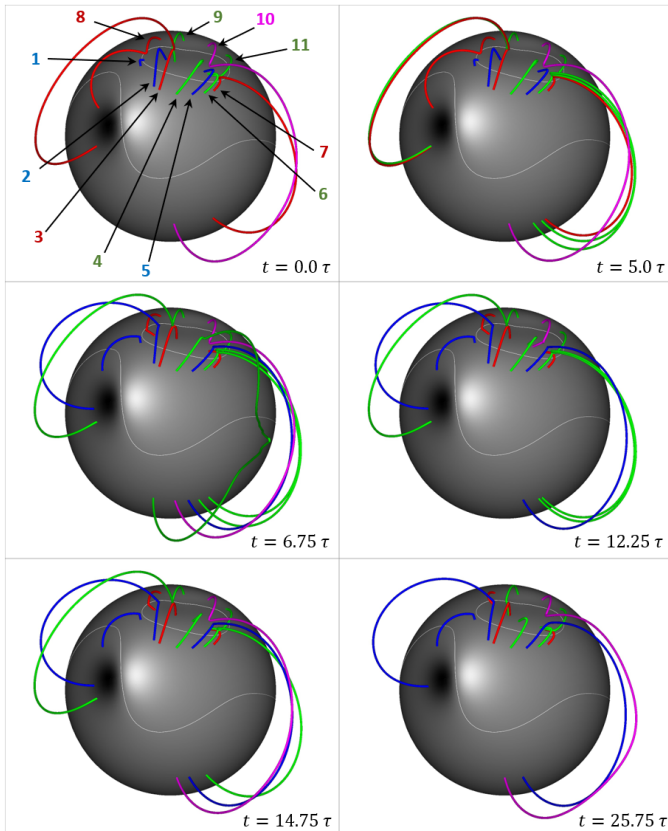 8
9
10
11
1
2
7
3
6
4
5
t = 0.0 τ
t = 5.0 τ
t = 6.75 τ
t = 12.25 τ
t = 14.75 τ
t = 25.75 τ